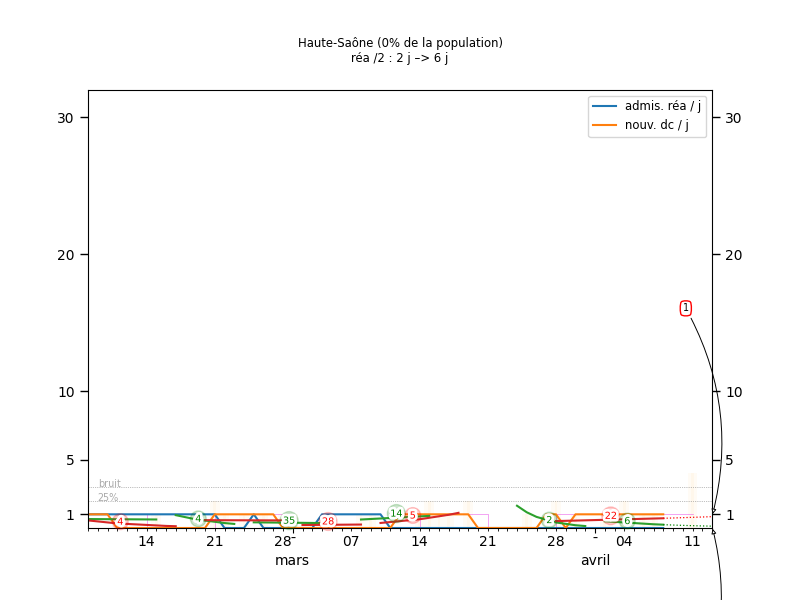 Haute-Saône (0% de la population)
réa /2 : 2 j –> 6 j
admis. réa / j
nouv. dc / j
30 30
20 20
1
10 10
5 5
bruit
25%
1 4 4 35 28 14 5 2 22 6 1
14 21 28 07 14 21 28 04 11
mars avril